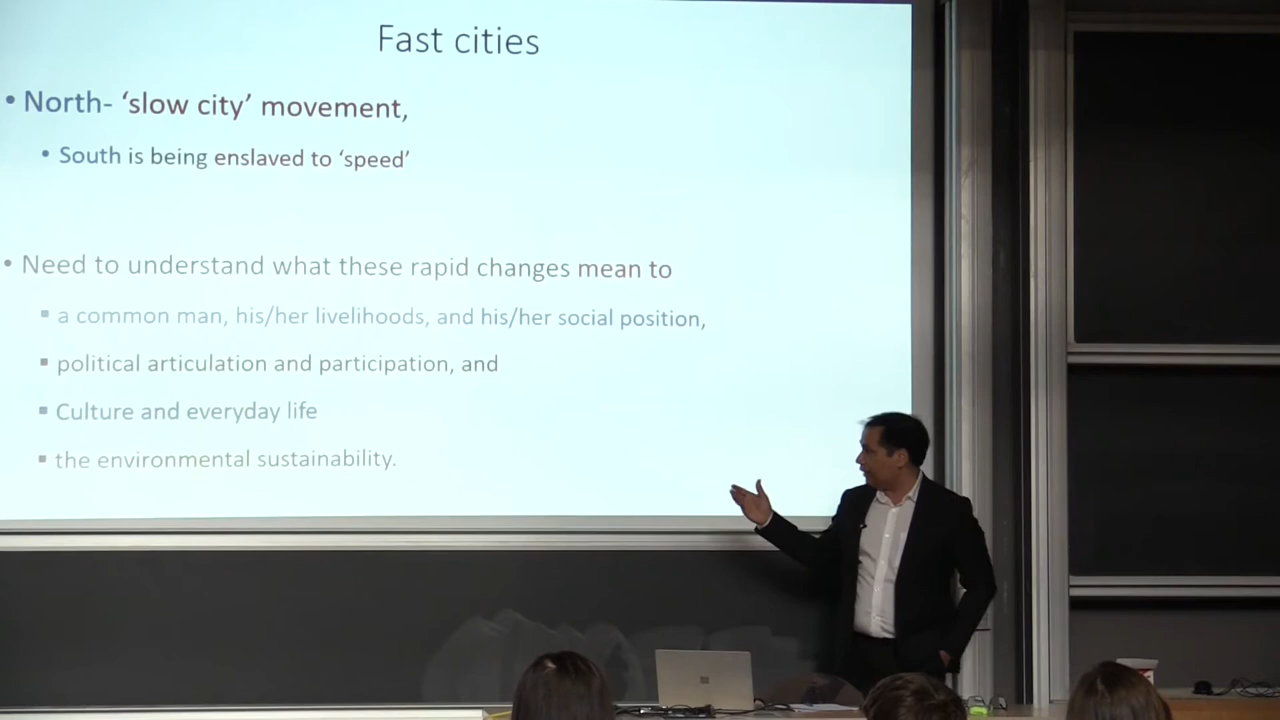 Fast cities
• North- ‘slow city’ movement,
• South is being enslaved to ‘speed’
• Need to understand what these rapid changes mean to
▪ a common man, his/her livelihoods, and his/her social position,
▪ political articulation and participation, and
▪ Culture and everyday life
▪ the environmental sustainability.